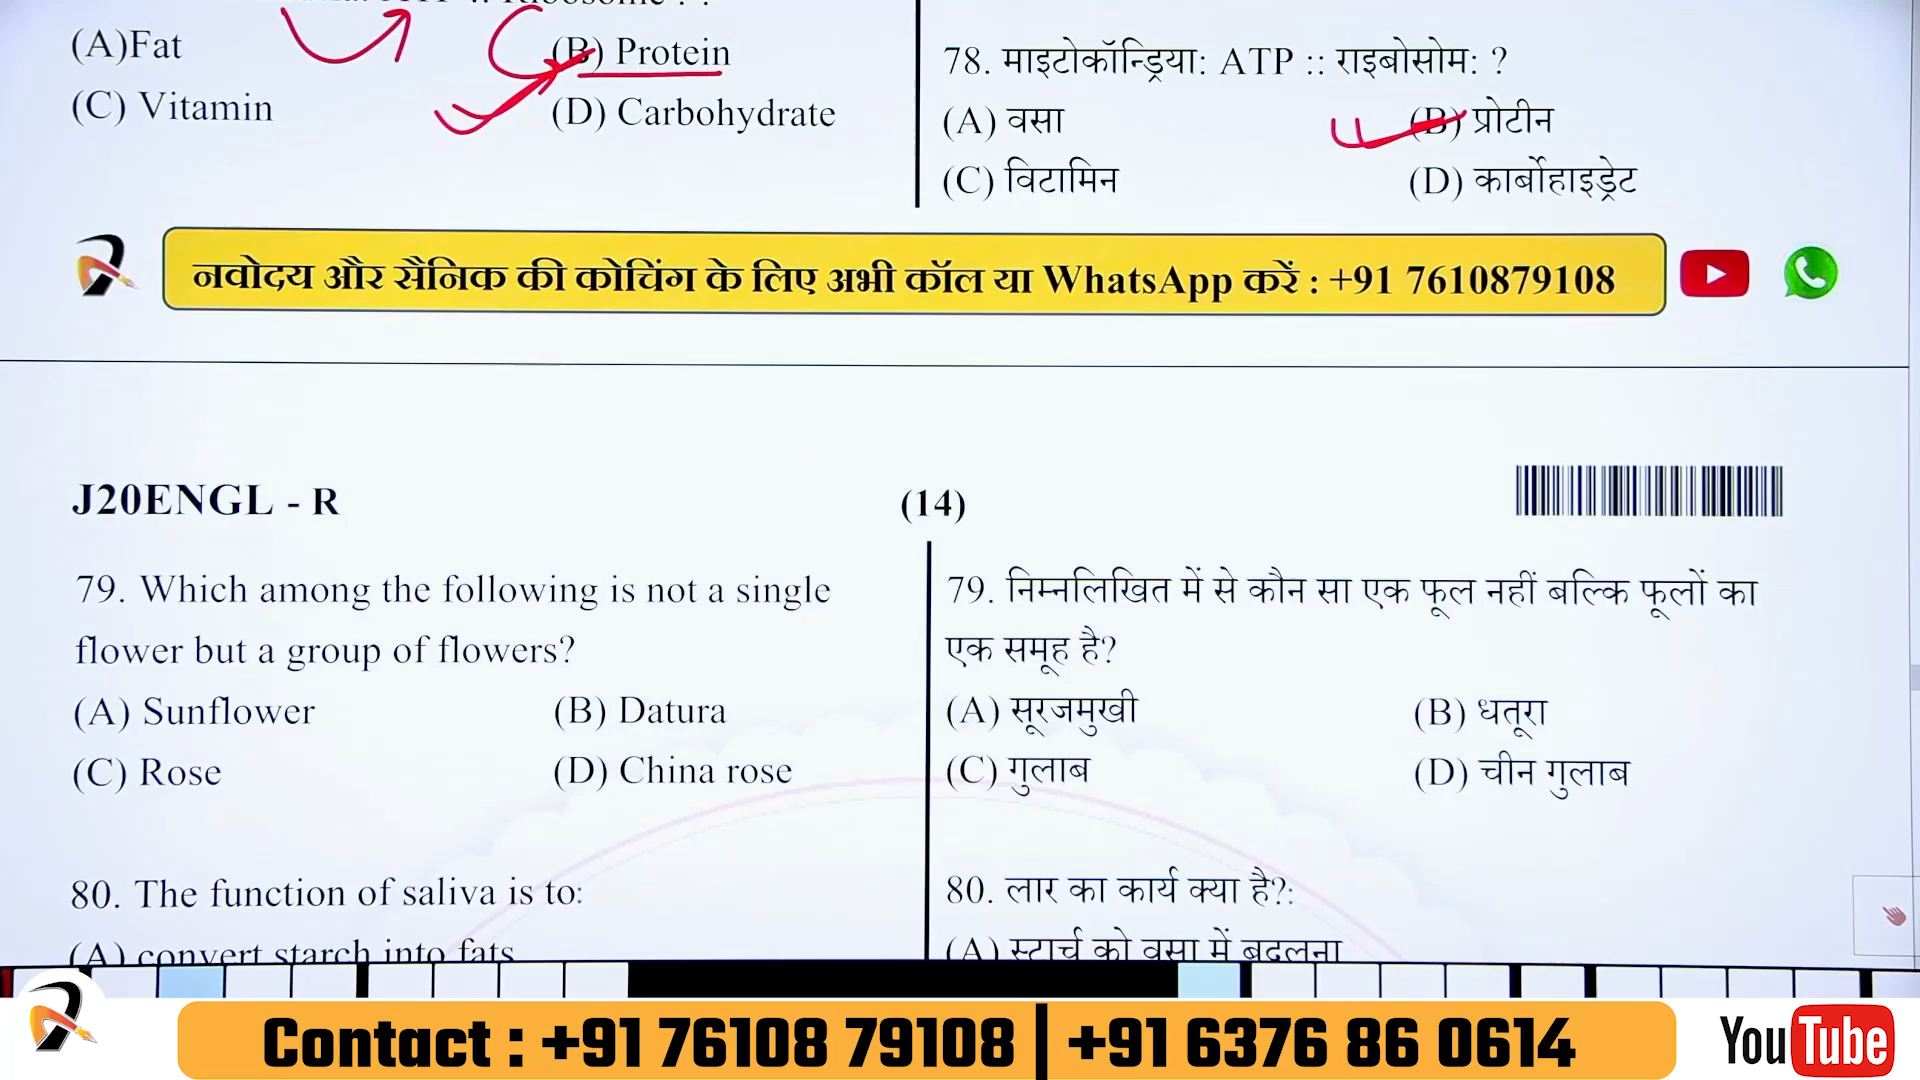 (A)Fat
(B) Protein
(C) Vitamin
(D) Carbohydrate
78. माइटोकॉन्ड्रिया: ATP :: राइबोसोम: ?
(A) वसा
(B) प्रोटीन
(C) विटामिन
(D) कार्बोहाइड्रेट
नवोदय और सैनिक की कोचिंग के लिए अभी कॉल या WhatsApp करें : +91 7610879108
J20ENGL - R
(14)
79. Which among the following is not a single
flower but a group of flowers?
(A) Sunflower
(B) Datura
(C) Rose
(D) China rose
80. The function of saliva is to:
(A) convert starch into fats
79. निम्नलिखित में से कौन सा एक फूल नहीं बल्कि फूलों का
एक समूह है?
(A) सूरजमुखी
(B) धतूरा
(C) गुलाब
(D) चीन गुलाब
80. लार का कार्य क्या है?:
(A) स्टार्च को वसा में बदलना
Contact : +91 76108 79108 | +91 6376 86 0614
YouTube